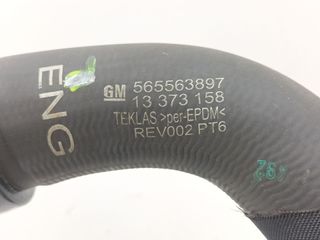 ENG
GM 565563897
13 373 158
TEKLAS >per-EPDM<
REV002 PT6